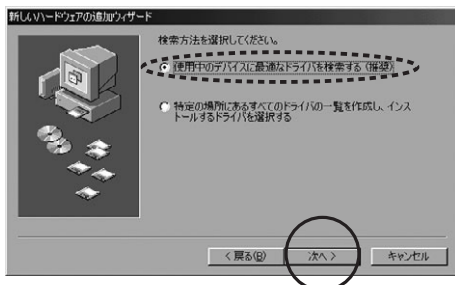 新しいハードウェアの追加ウィザード
検索方法を選択してください。
使用中のデバイスに最適なドライバを検索する（推奨）
特定の場所にあるすべてのドライバの一覧を作成し、インス
トールするドライバを選択する
< 戻る(B)
次へ >
キャンセル